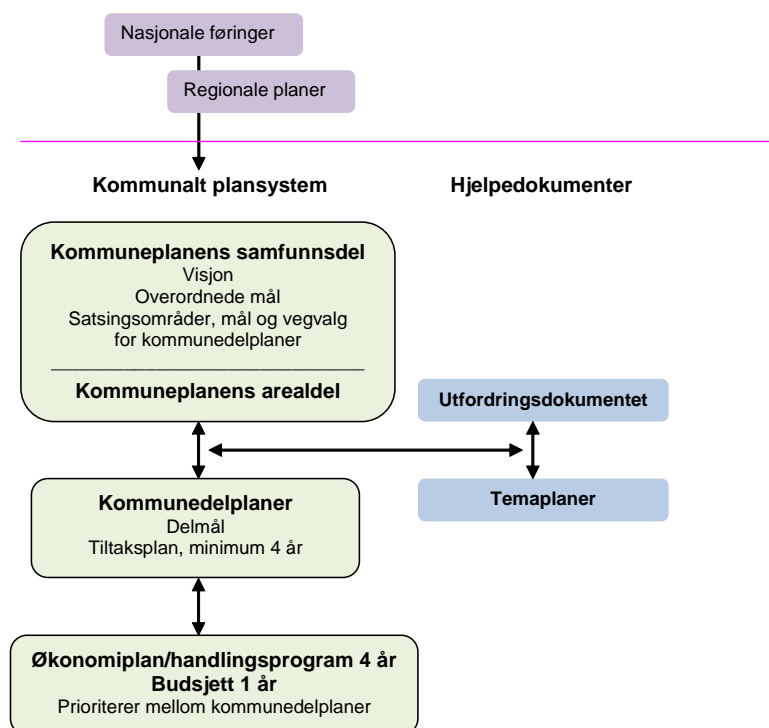 Nasjonale føringer
Regionale planer
Kommunalt plansystem
Hjelpedokumenter
Kommuneplanens samfunnsdel
Visjon
Overordnede mål
Satsingsområder, mål og vegvalg
for kommunedelplaner
Kommuneplanens arealdel
Utfordringsdokumentet
Temaplaner
Kommunedelplaner
Delmål
Tiltaksplan, minimum 4 år
Økonomiplan/handlingsprogram 4 år
Budsjett 1 år
Prioriterer mellom kommunedelplaner